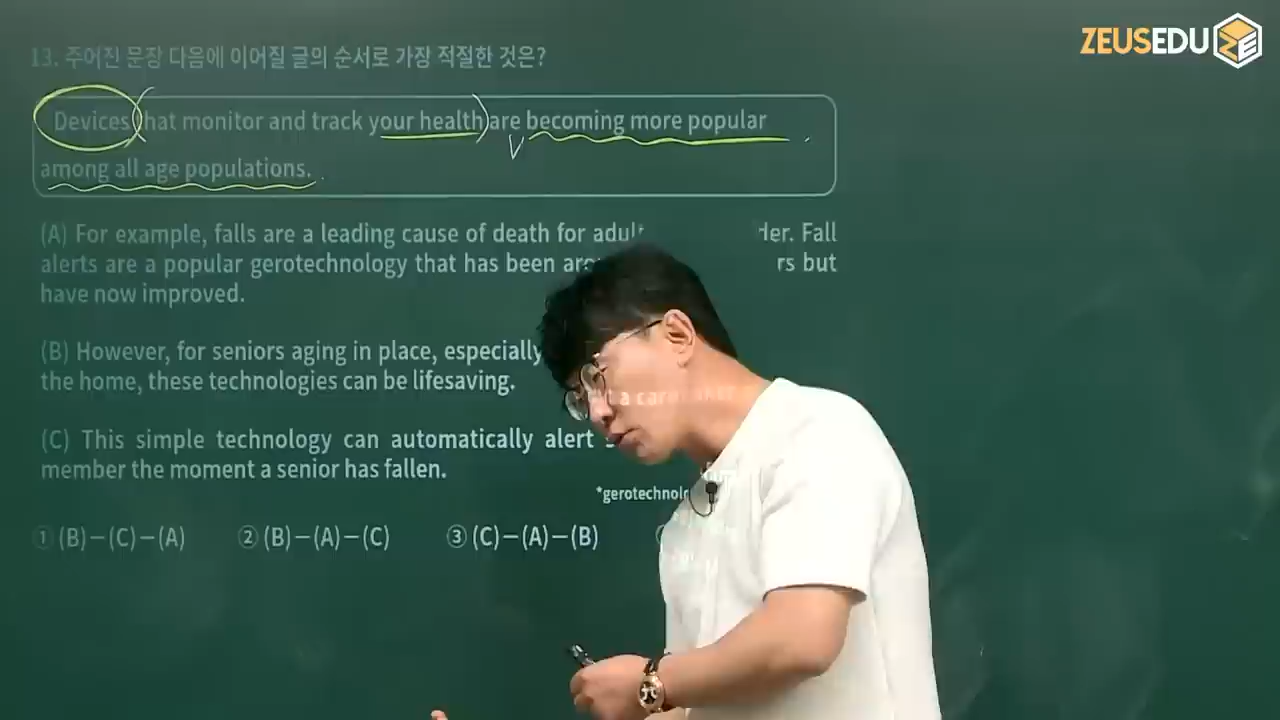 ZEUSEDU
13. 주어진 문장 다음에 이어질 글의 순서로 가장 적절한 것은?
Devices that monitor and track your health are becoming more popular
among all age populations.
(A) For example, falls are a leading cause of death for adult der. Fall
alerts are a popular gerotechnology that has been rs but
have now improved.
(B) However, for seniors aging in place, especially
the home, these technologies can be lifesaving.
(C) This simple technology can automatically alert
member the moment a senior has fallen.
*gerotechnolo
① (B)－(C)－(A) ② (B)－(A)－(C) ③ (C)－(A)－(B)